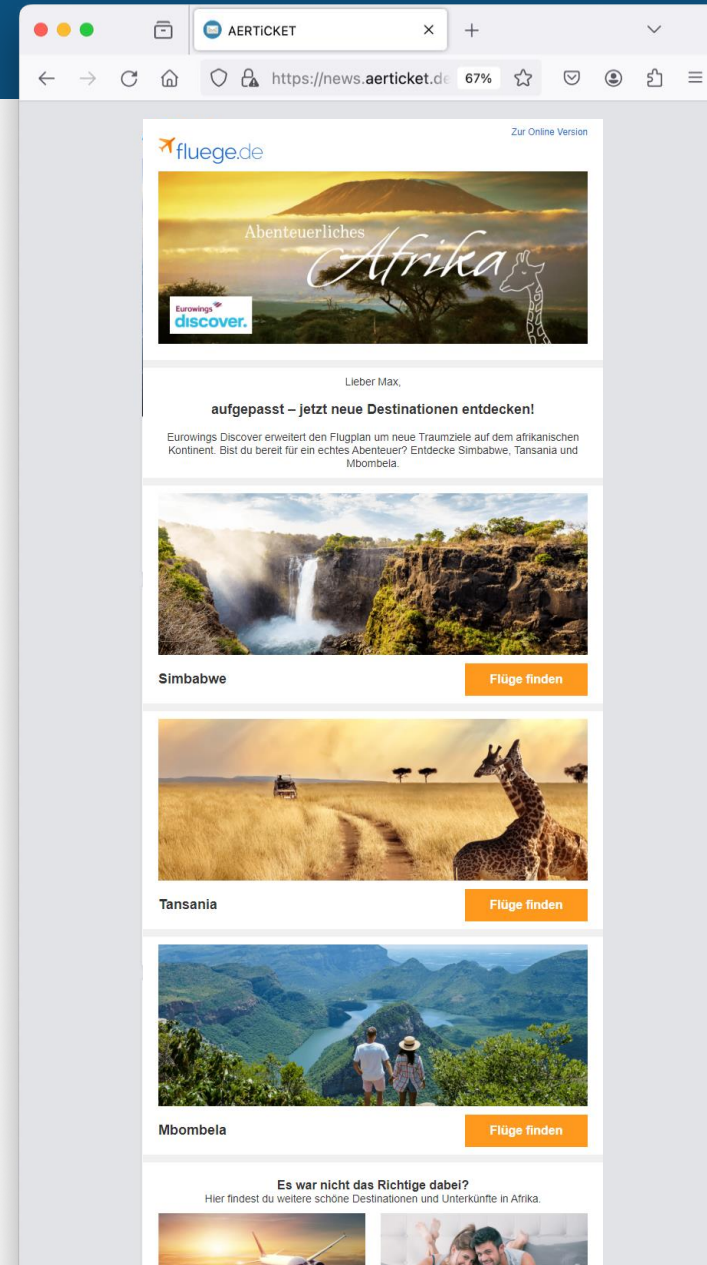 AERTiCKET
https://news.aerticket.de
67%
Zur Online Version
fluege.de
Abenteuerliches
Afrika
Eurowings
discover.
Lieber Max,
aufgepasst – jetzt neue Destinationen entdecken!
Eurowings Discover erweitert den Flugplan um neue Traumziele auf dem afrikanischen
Kontinent. Bist du bereit für ein echtes Abenteuer? Entdecke Simbabwe, Tansania und
Mbombela.
Simbabwe
Flüge finden
Tansania
Flüge finden
Mbombela
Flüge finden
Es war nicht das Richtige dabei?
Hier findest du weitere schöne Destinationen und Unterkünfte in Afrika.